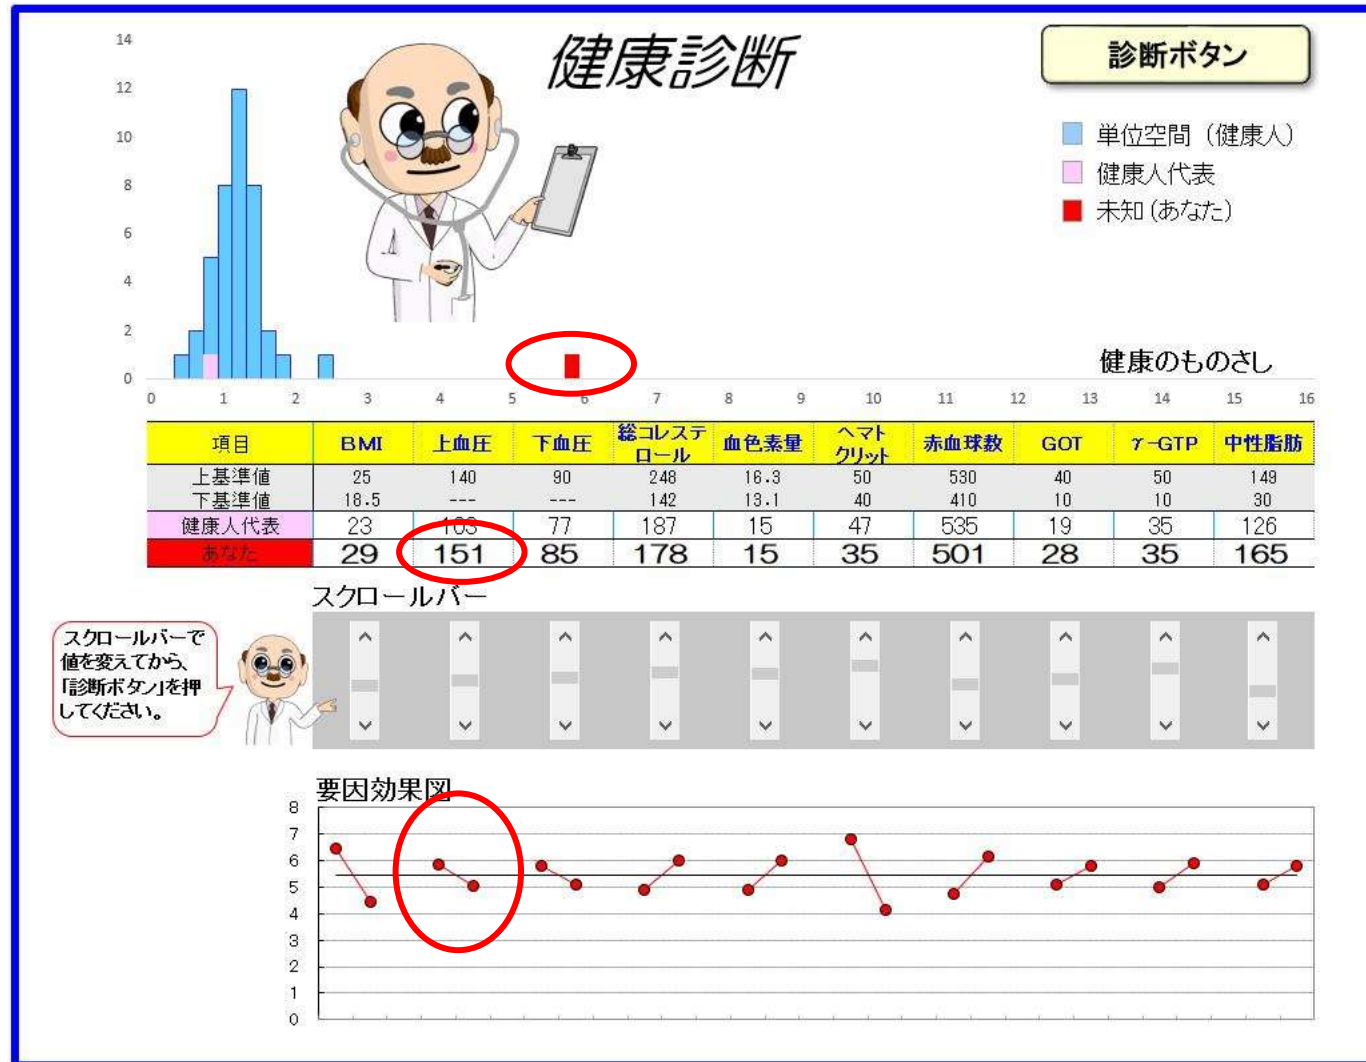 健康診断
診断ボタン
単位空間（健康人）
健康人代表
未知(あなた)
14
12
10
8
6
4
2
0
健康のものさし
0 1 2 3 4 5 6 7 8 9 10 11 12 13 14 15 16
項目 BMI 上血圧 下血圧 総コレステロール 血色素量 ヘマトクリット 赤血球数 GOT γ-GTP 中性脂肪
上基準値 25 140 90 248 16.3 50 530 40 50 149
下基準値 18.5 --- --- 142 13.1 40 410 10 10 30
健康人代表 23 103 77 187 15 47 535 19 35 126
あなた 29 151 85 178 15 35 501 28 35 165
スクロールバー
スクロールバーで
値を変えてから、
「診断ボタン」を押
してください。
要因効果図
8
7
6
5
4
3
2
1
0